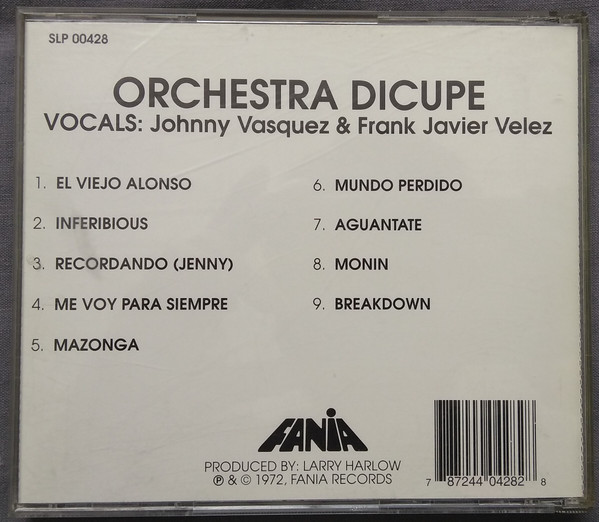 SLP 00428
ORCHESTRA DICUPE
VOCALS: Johnny Vasquez & Frank Javier Velez
1. EL VIEJO ALONSO
2. INFERIBIOUS
3. RECORDANDO (JENNY)
4. ME VOY PARA SIEMPRE
5. MAZONGA
6. MUNDO PERDIDO
7. AGUANTATE
8. MONIN
9. BREAKDOWN
FANIA
PRODUCED BY: LARRY HARLOW
℗ & © 1972, FANIA RECORDS
7 87244 04282 8